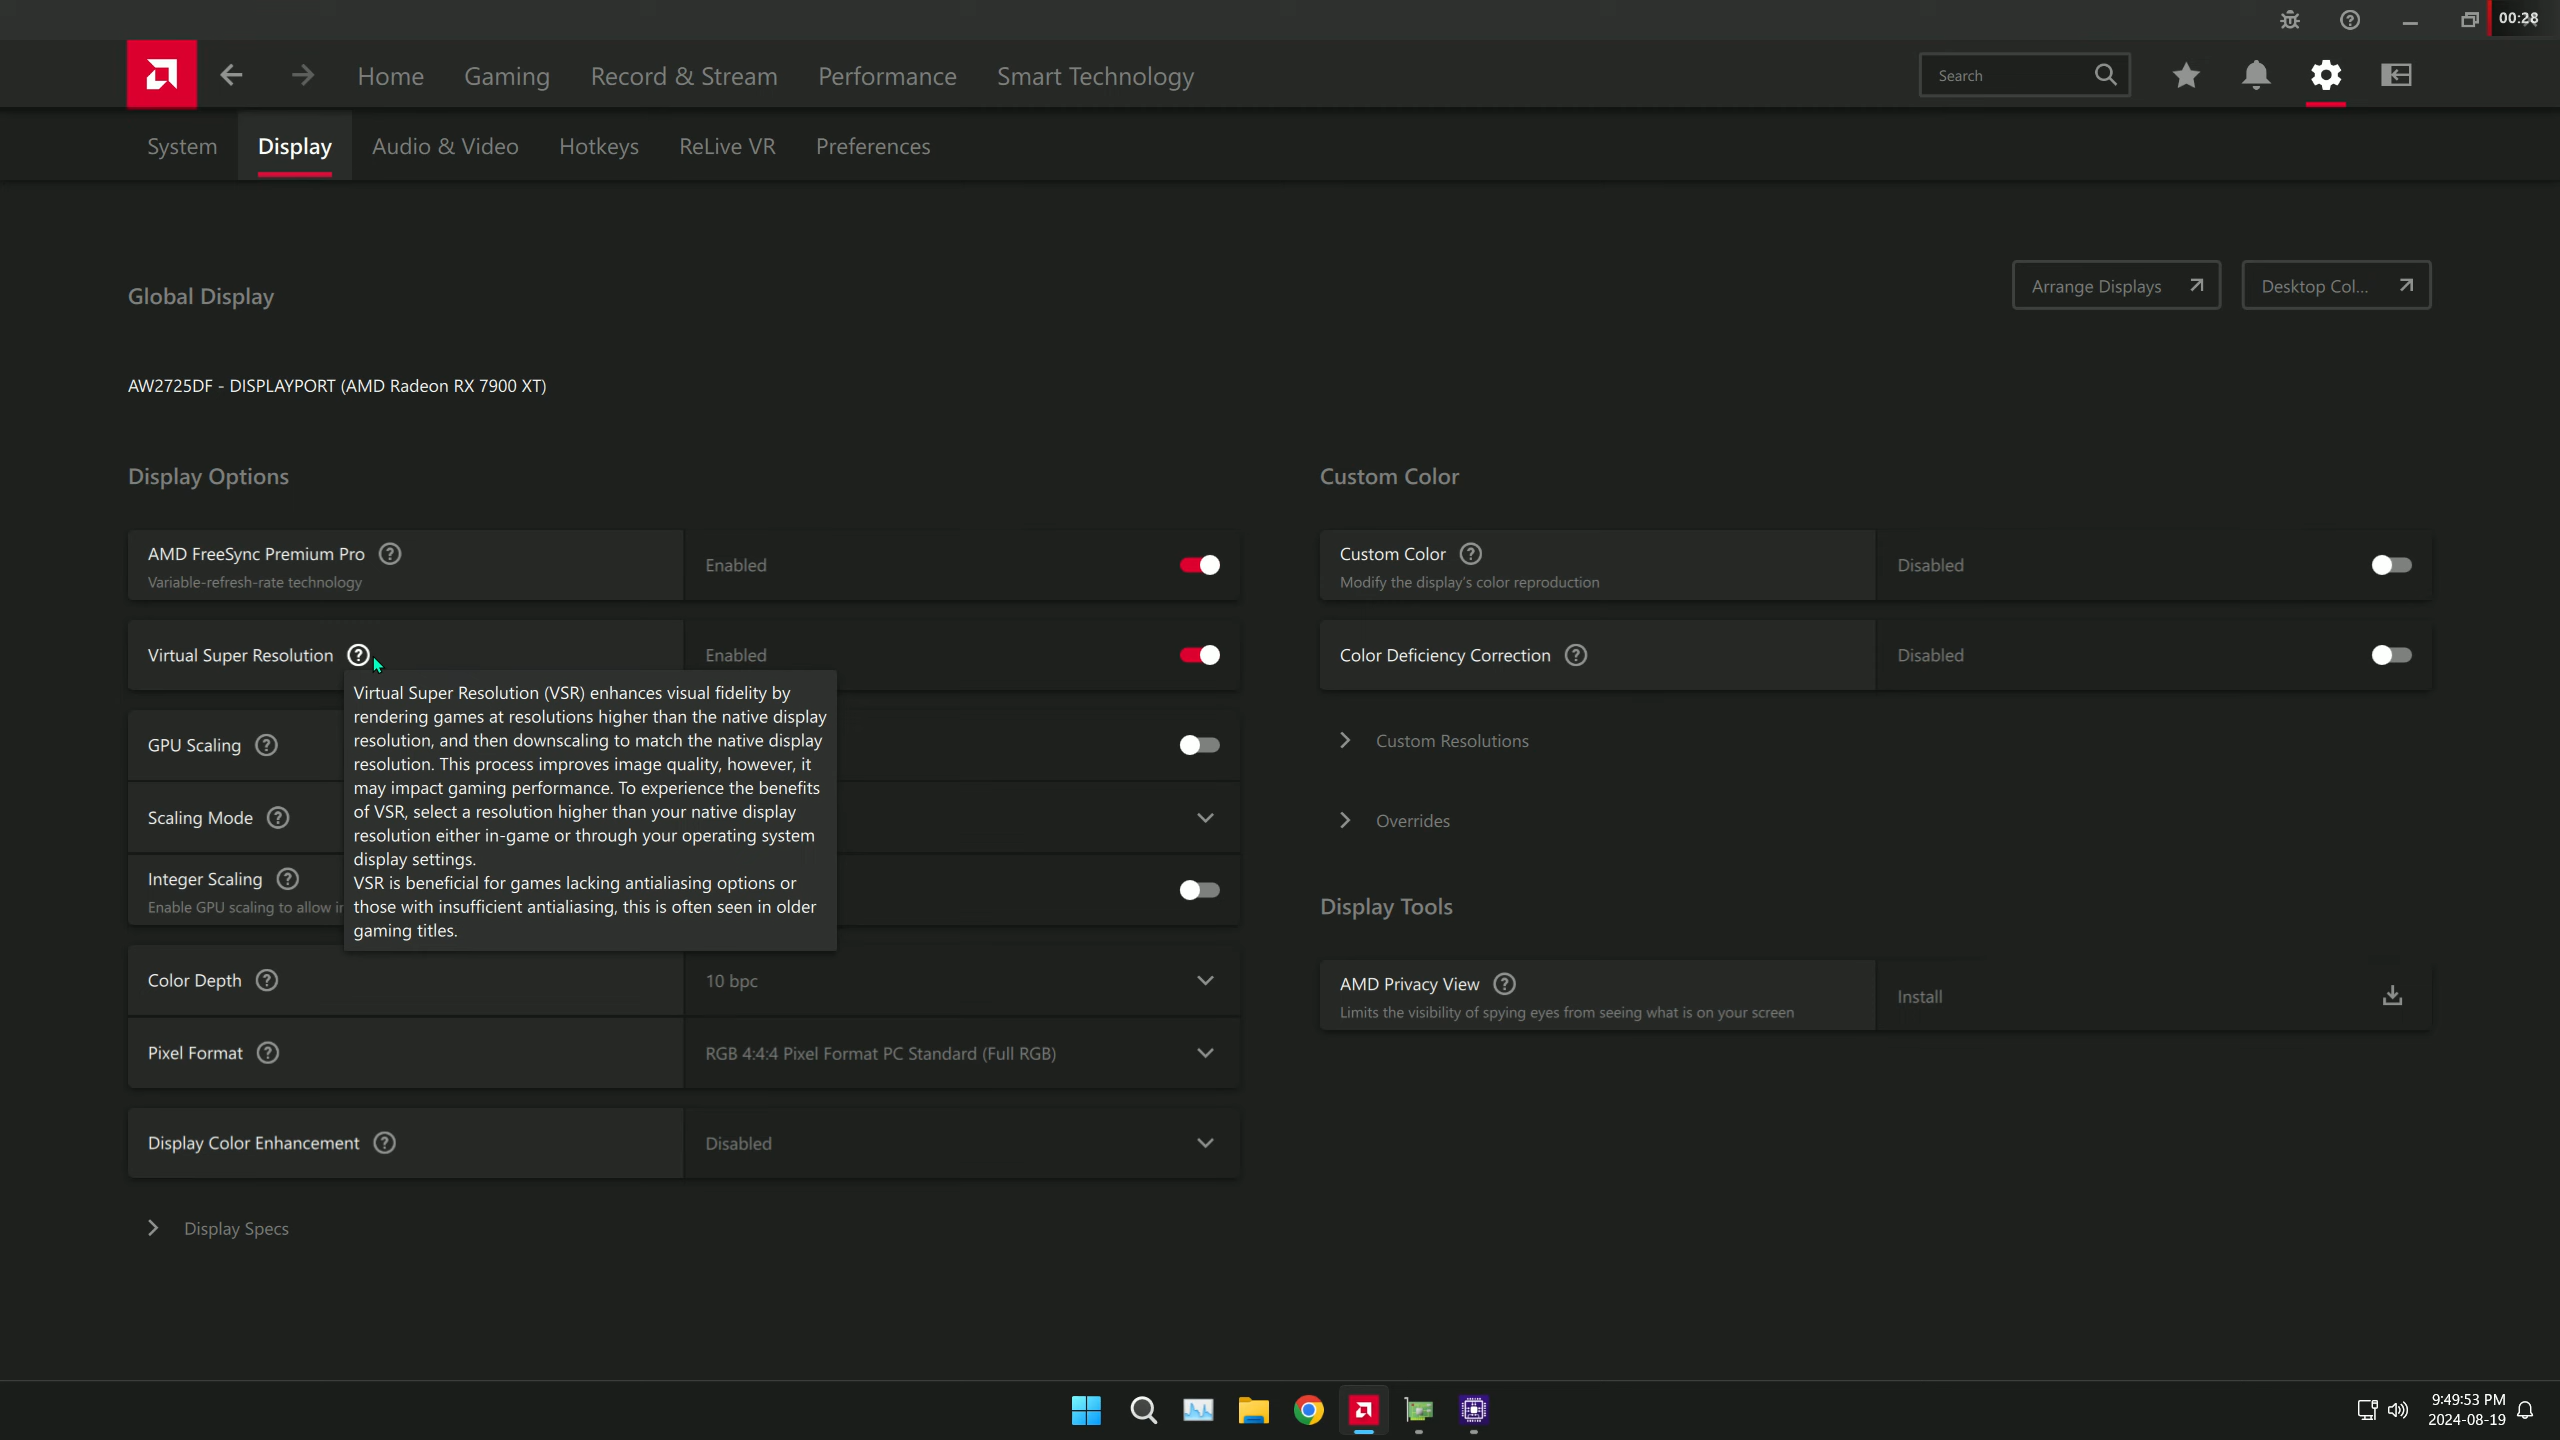 00:28
Home Gaming Record & Stream Performance Smart Technology Search
System Display Audio & Video Hotkeys ReLive VR Preferences
Global Display
Arrange Displays Desktop Col...
AW2725DF - DISPLAYPORT (AMD Radeon RX 7900 XT)
Display Options
AMD FreeSync Premium Pro
Variable-refresh-rate technology
Enabled
Virtual Super Resolution
Enabled
Virtual Super Resolution (VSR) enhances visual fidelity by
rendering games at resolutions higher than the native display
resolution, and then downscaling to match the native display
resolution. This process improves image quality, however, it
may impact gaming performance. To experience the benefits
of VSR, select a resolution higher than your native display
resolution either in-game or through your operating system
display settings.
VSR is beneficial for games lacking antialiasing options or
those with insufficient antialiasing, this is often seen in older
gaming titles.
GPU Scaling
Scaling Mode
Integer Scaling
Enable GPU scaling to allow
Color Depth
10 bpc
Pixel Format
RGB 4:4:4 Pixel Format PC Standard (Full RGB)
Display Color Enhancement
Disabled
Display Specs
Custom Color
Custom Color
Modify the display's color reproduction
Disabled
Color Deficiency Correction
Disabled
Custom Resolutions
Overrides
Display Tools
AMD Privacy View
Limits the visibility of spying eyes from seeing what is on your screen
Install
9:49:53 PM
2024-08-19